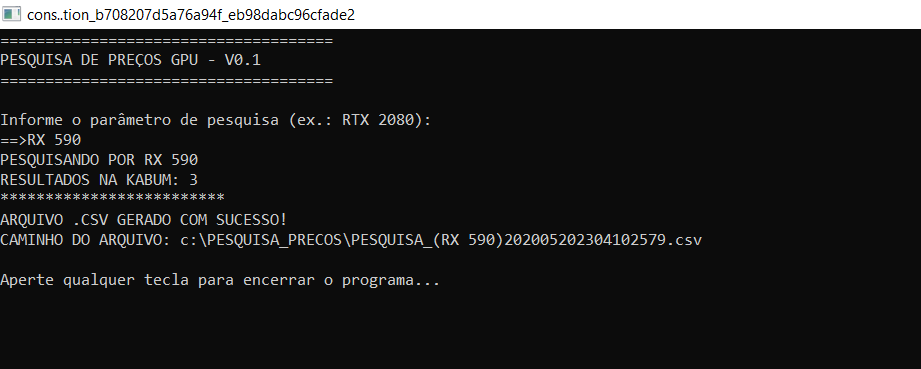 cons..tion_b708207d5a76a94f_eb98dabc96cfade2
=====================================
PESQUISA DE PREÇOS GPU - V0.1
=====================================
Informe o parâmetro de pesquisa (ex.: RTX 2080):
==>RX 590
PESQUISANDO POR RX 590
RESULTADOS NA KABUM: 3
*************************
ARQUIVO .CSV GERADO COM SUCESSO!
CAMINHO DO ARQUIVO: c:\PESQUISA_PRECOS\PESQUISA_(RX 590)202005202304102579.csv
Aperte qualquer tecla para encerrar o programa...